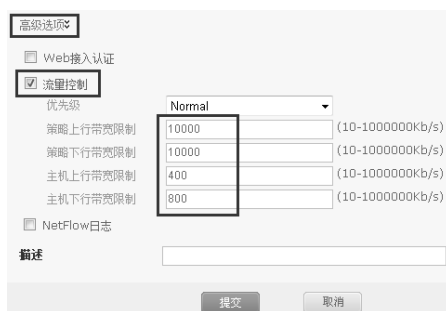 高级选项
Web接入认证
流量控制
优先级 Normal
策略上行带宽限制 10000 (10-1000000Kb/s)
策略下行带宽限制 10000 (10-1000000Kb/s)
主机上行带宽限制 400 (10-1000000Kb/s)
主机下行带宽限制 800 (10-1000000Kb/s)
NetFlow日志
描述
提交 取消